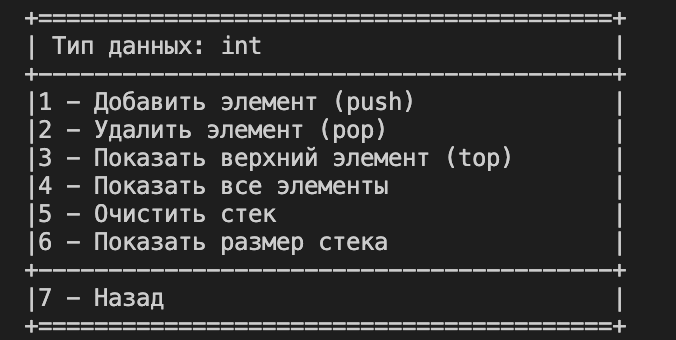 +=========================================+
| Тип данных: int                         |
+-----------------------------------------+
|1 - Добавить элемент (push)              |
|2 - Удалить элемент (pop)                |
|3 - Показать верхний элемент (top)       |
|4 - Показать все элементы                |
|5 - Очистить стек                        |
|6 - Показать размер стека                |
+-----------------------------------------+
|7 - Назад                                |
+=========================================+